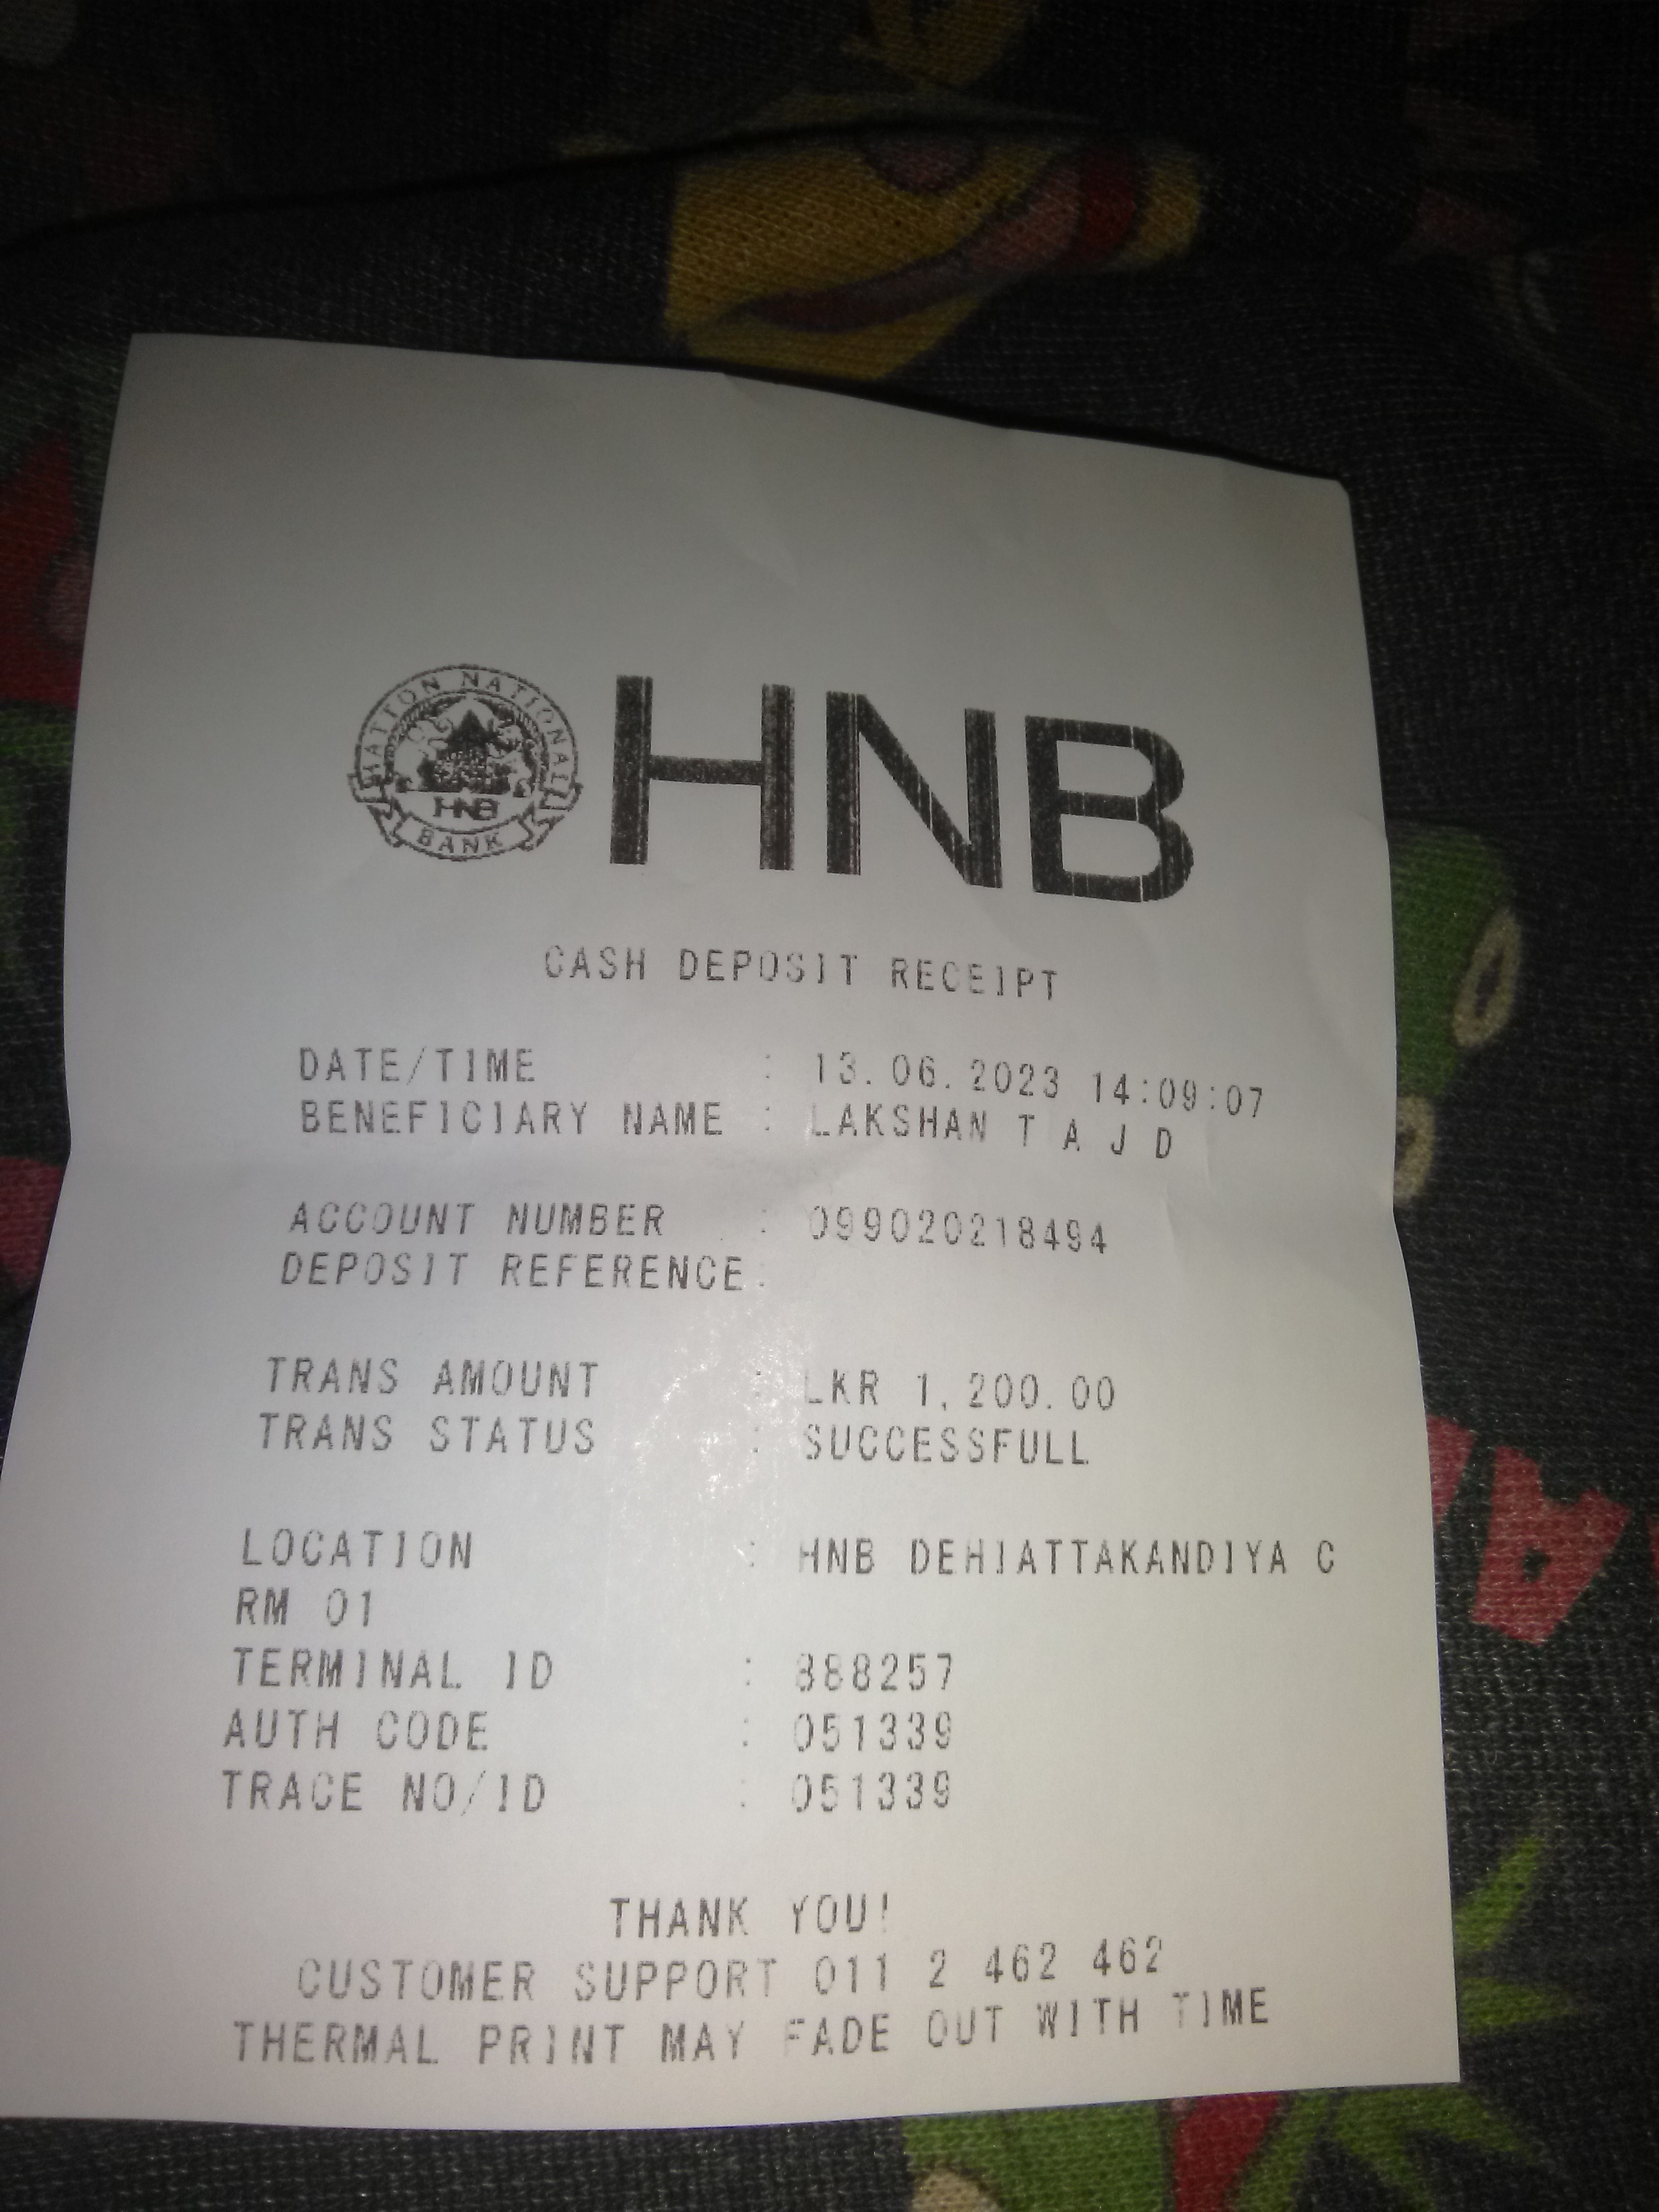 HATTON NATIONAL
HNB
BANK
HNB
CASH DEPOSIT RECEIPT
DATE/TIME : 13.06.2023 14:09:07
BENEFICIARY NAME : LAKSHAN T A J D
ACCOUNT NUMBER : 099020218494
DEPOSIT REFERENCE:
TRANS AMOUNT : LKR 1,200.00
TRANS STATUS : SUCCESSFULL
LOCATION : HNB DEHIATTAKANDIYA C
RM 01
TERMINAL ID : 888257
AUTH CODE : 051339
TRACE NO/ID : 051339
THANK YOU!
CUSTOMER SUPPORT 011 2 462 462
THERMAL PRINT MAY FADE OUT WITH TIME